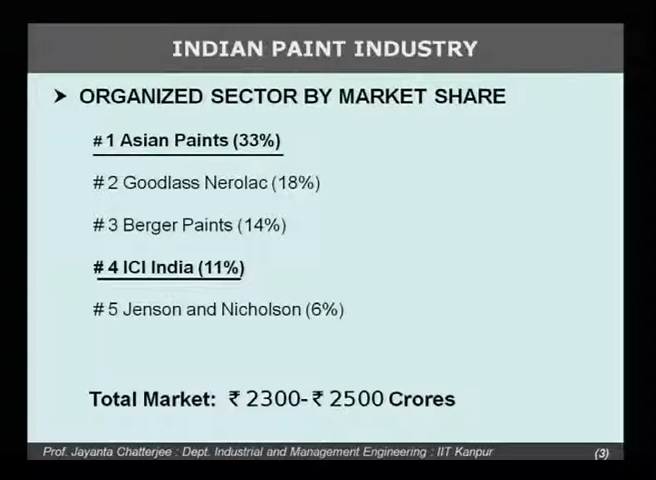 INDIAN PAINT INDUSTRY
➤ ORGANIZED SECTOR BY MARKET SHARE
# 1 Asian Paints (33%)
# 2 Goodlass Nerolac (18%)
# 3 Berger Paints (14%)
# 4 ICI India (11%)
# 5 Jenson and Nicholson (6%)
Total Market: ₹ 2300- ₹ 2500 Crores
Prof. Jayanta Chatterjee : Dept. Industrial and Management Engineering : IIT Kanpur (3)